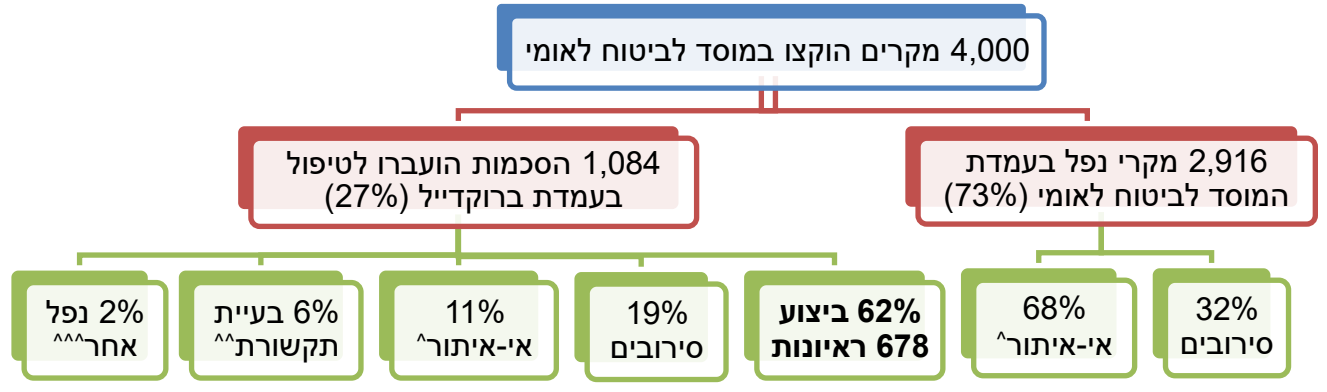 4,000 מקרים הוקצו במוסד לביטוח לאומי
2,916 מקרי נפל בעמדת
המוסד לביטוח לאומי (73%)
1,084 הסכמות הועברו לטיפול
בעמדת ברוקדייל (27%)
32%
סירובים
68%
אי-איתור^
62% ביצוע
678 ראיונות
19%
סירובים
11%
אי-איתור^
6% בעיית
תקשורת^^
2% נפל
אחר^^^